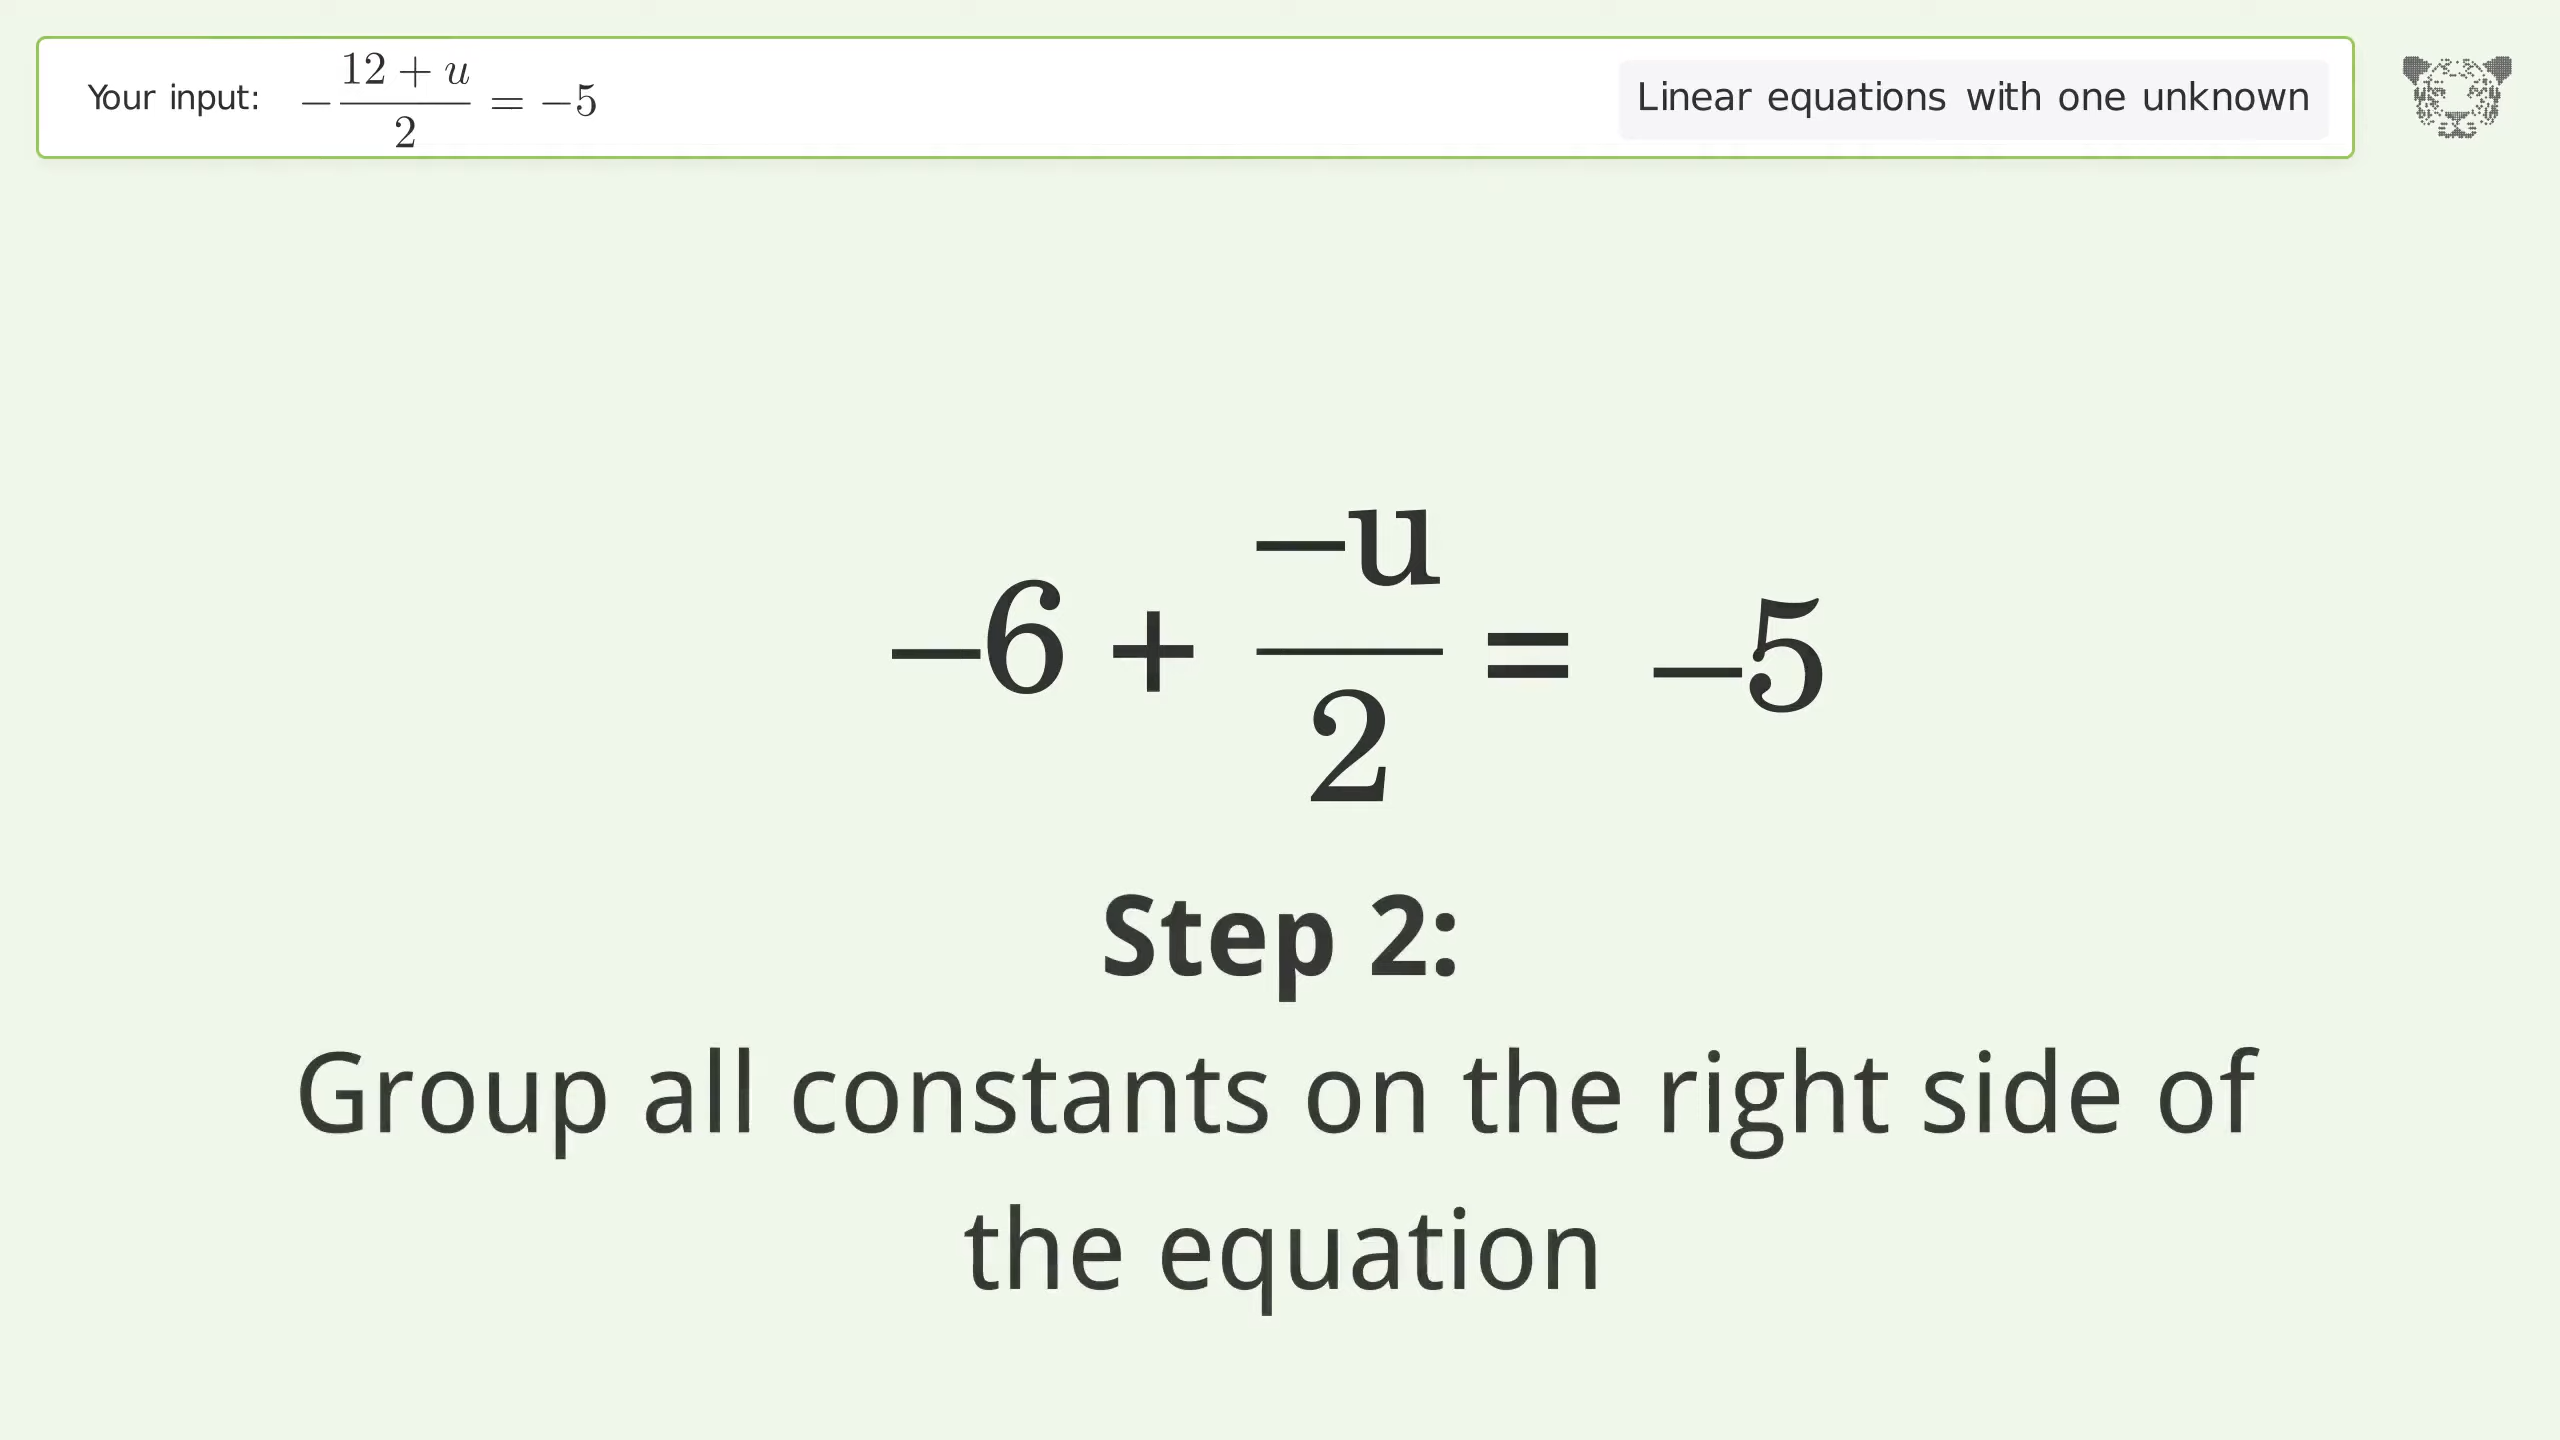 Your input: −(12 + u)/2 = −5
Linear equations with one unknown
−6 + −u/2 = −5
Step 2:
Group all constants on the right side of
the equation